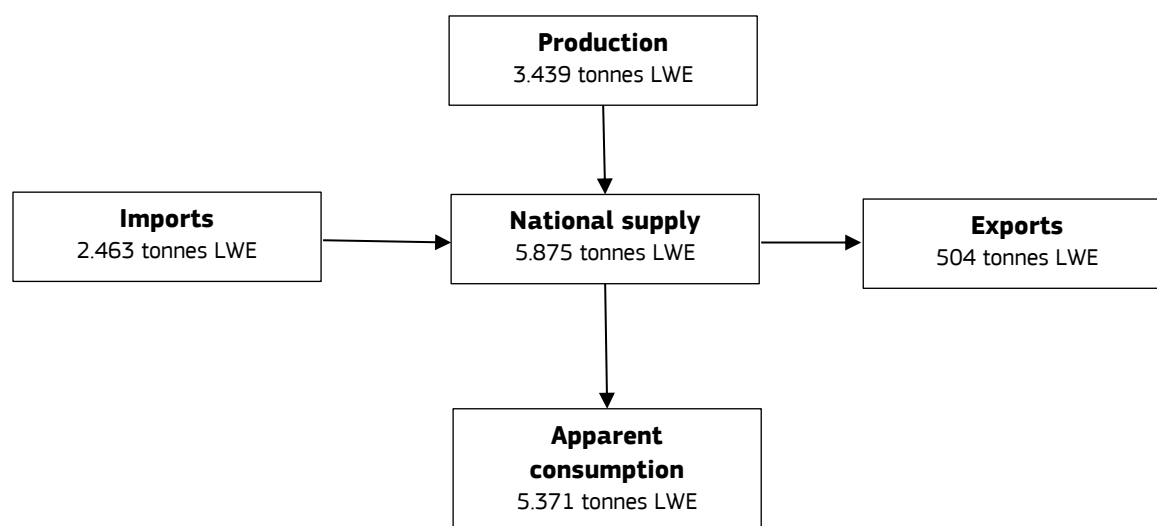 Production
3.439 tonnes LWE
Imports
2.463 tonnes LWE
National supply
5.875 tonnes LWE
Exports
504 tonnes LWE
Apparent
consumption
5.371 tonnes LWE